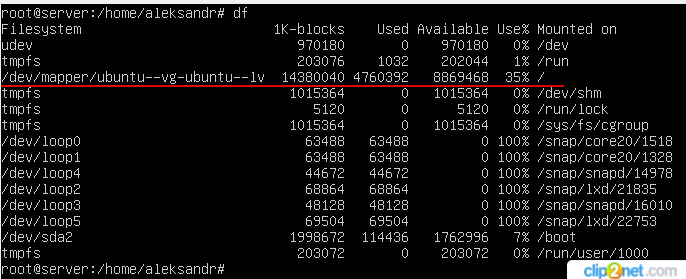 root@server:/home/aleksandr# df
Filesystem 1K-blocks Used Available Use% Mounted on
udev 970180 0 970180 0% /dev
tmpfs 203076 1032 202044 1% /run
/dev/mapper/ubuntu--vg-ubuntu--lv 14380040 4760392 8869468 35% /
tmpfs 1015364 0 1015364 0% /dev/shm
tmpfs 5120 0 5120 0% /run/lock
tmpfs 1015364 0 1015364 0% /sys/fs/cgroup
/dev/loop0 63488 63488 0 100% /snap/core20/1518
/dev/loop1 63488 63488 0 100% /snap/core20/1328
/dev/loop4 44672 44672 0 100% /snap/snapd/14978
/dev/loop2 68864 68864 0 100% /snap/lxd/21835
/dev/loop3 48128 48128 0 100% /snap/snapd/16010
/dev/loop5 69504 69504 0 100% /snap/lxd/22753
/dev/sda2 1998672 114436 1762996 7% /boot
tmpfs 203072 0 203072 0% /run/user/1000
root@server:/home/aleksandr#
clip2net.com